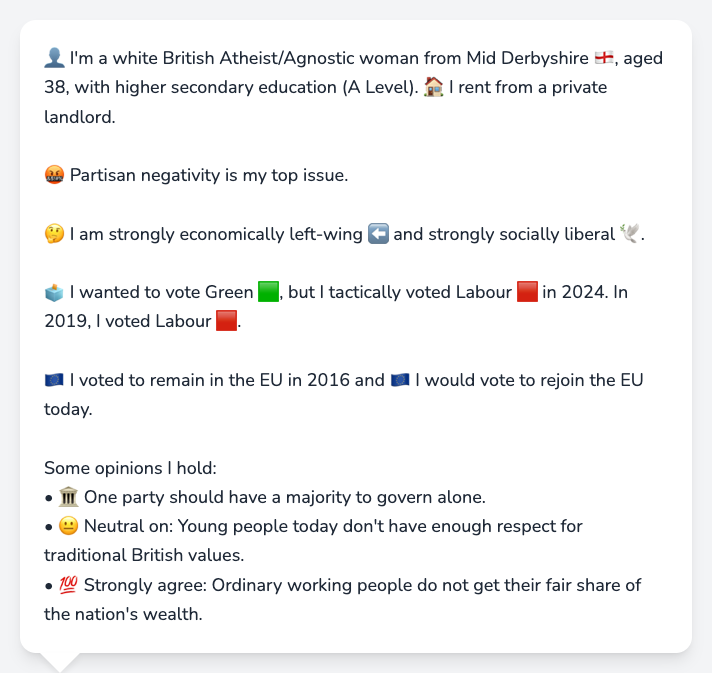 👤 I'm a white British Atheist/Agnostic woman from Mid Derbyshire 🏴󠁧󠁢󠁥󠁮󠁧󠁿, aged
38, with higher secondary education (A Level). 🏠 I rent from a private
landlord.
🤬 Partisan negativity is my top issue.
🤔 I am strongly economically left-wing ⬅️ and strongly socially liberal 🕊️.
🗳️ I wanted to vote Green 🟩, but I tactically voted Labour 🟥 in 2024. In
2019, I voted Labour 🟥.
🇪🇺 I voted to remain in the EU in 2016 and 🇪🇺 I would vote to rejoin the EU
today.
Some opinions I hold:
• 🏛️ One party should have a majority to govern alone.
• 😐 Neutral on: Young people today don't have enough respect for
traditional British values.
• 💯 Strongly agree: Ordinary working people do not get their fair share of
the nation's wealth.